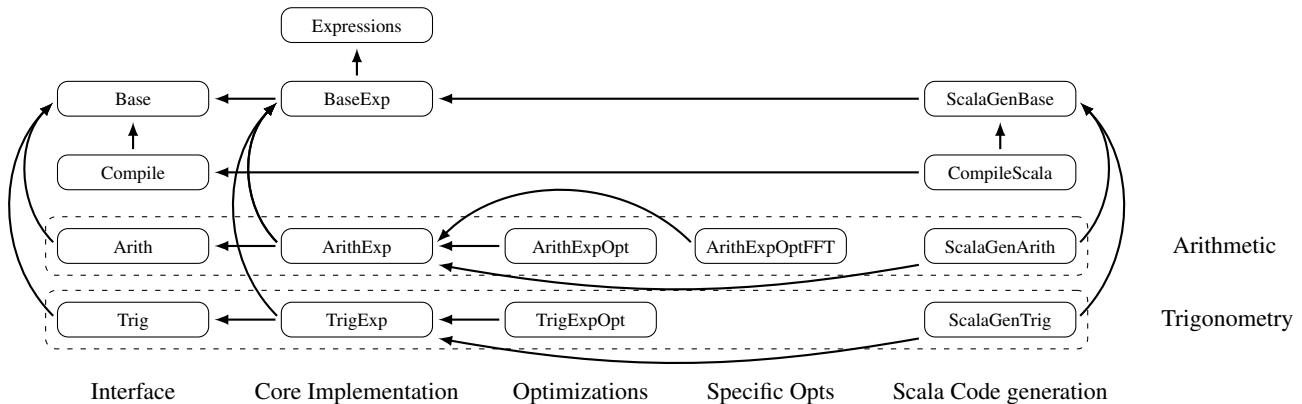 Expressions
Base BaseExp ScalaGenBase
Compile CompileScala
Arith ArithExp ArithExpOpt ArithExpOptFFT ScalaGenArith Arithmetic
Trig TrigExp TrigExpOpt ScalaGenTrig Trigonometry
Interface Core Implementation Optimizations Specific Opts Scala Code generation